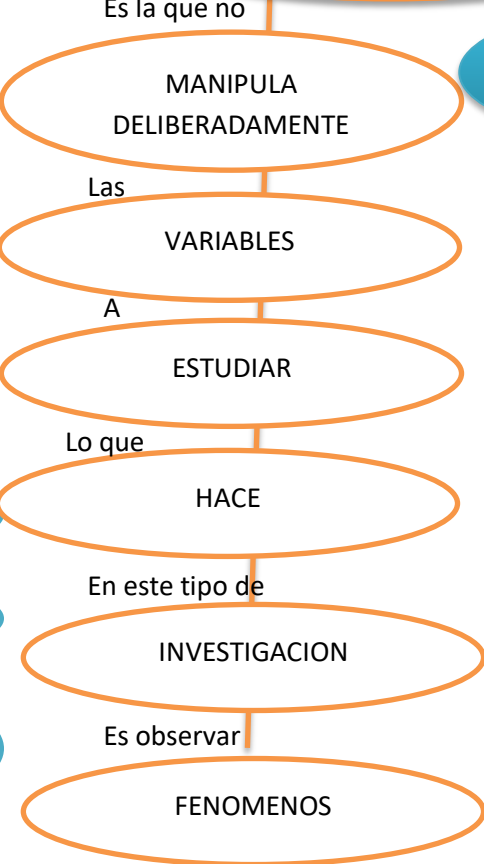 Es la que no
MANIPULA
DELIBERADAMENTE
Las
VARIABLES
A
ESTUDIAR
Lo que
HACE
En este tipo de
INVESTIGACION
Es observar
FENOMENOS